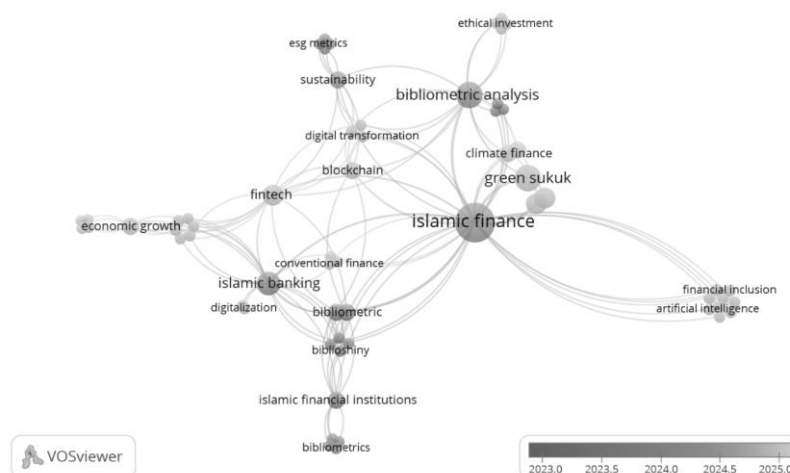 ethical investment
esg metrics
sustainability
bibliometric analysis
digital transformation
climate finance
blockchain
green sukuk
fintech
islamic finance
economic growth
conventional finance
islamic banking
financial inclusion
digitalization
bibliometric
artificial intelligence
biblioshiny
islamic financial institutions
bibliometrics
VOSviewer
2023.0 2023.5 2024.0 2024.5 2025.0